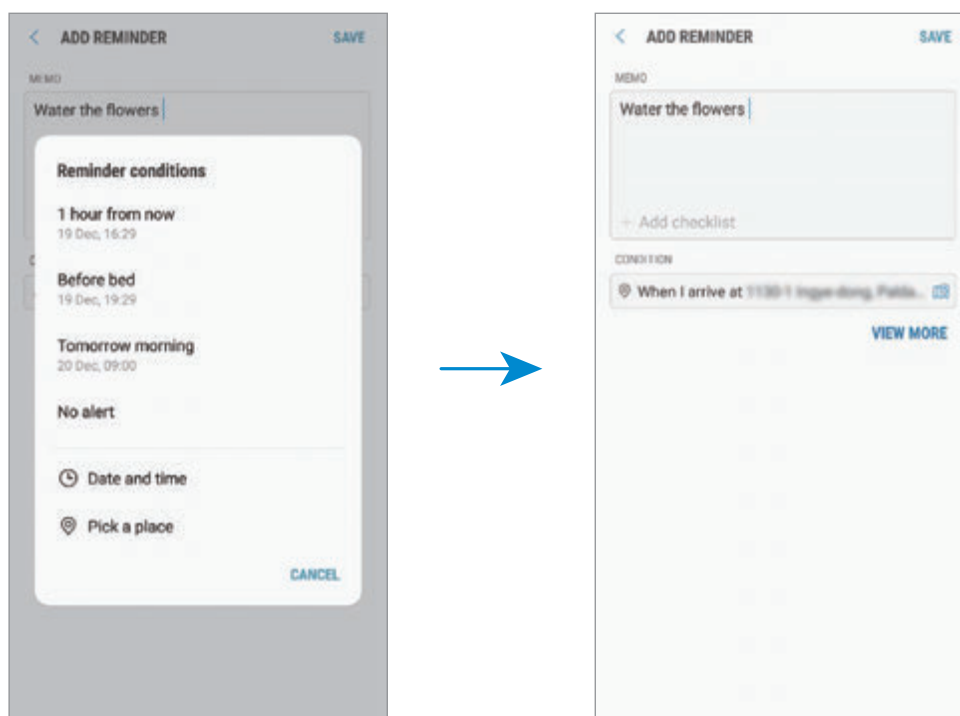 ADD REMINDER SAVE
MEMO
Water the flowers
Reminder conditions
1 hour from now
19 Dec, 16:29
Before bed
19 Dec, 19:29
Tomorrow morning
20 Dec, 09:00
No alert
Date and time
Pick a place
CANCEL
ADD REMINDER SAVE
MEMO
Water the flowers
Add checklist
CONDITION
When I arrive at
VIEW MORE